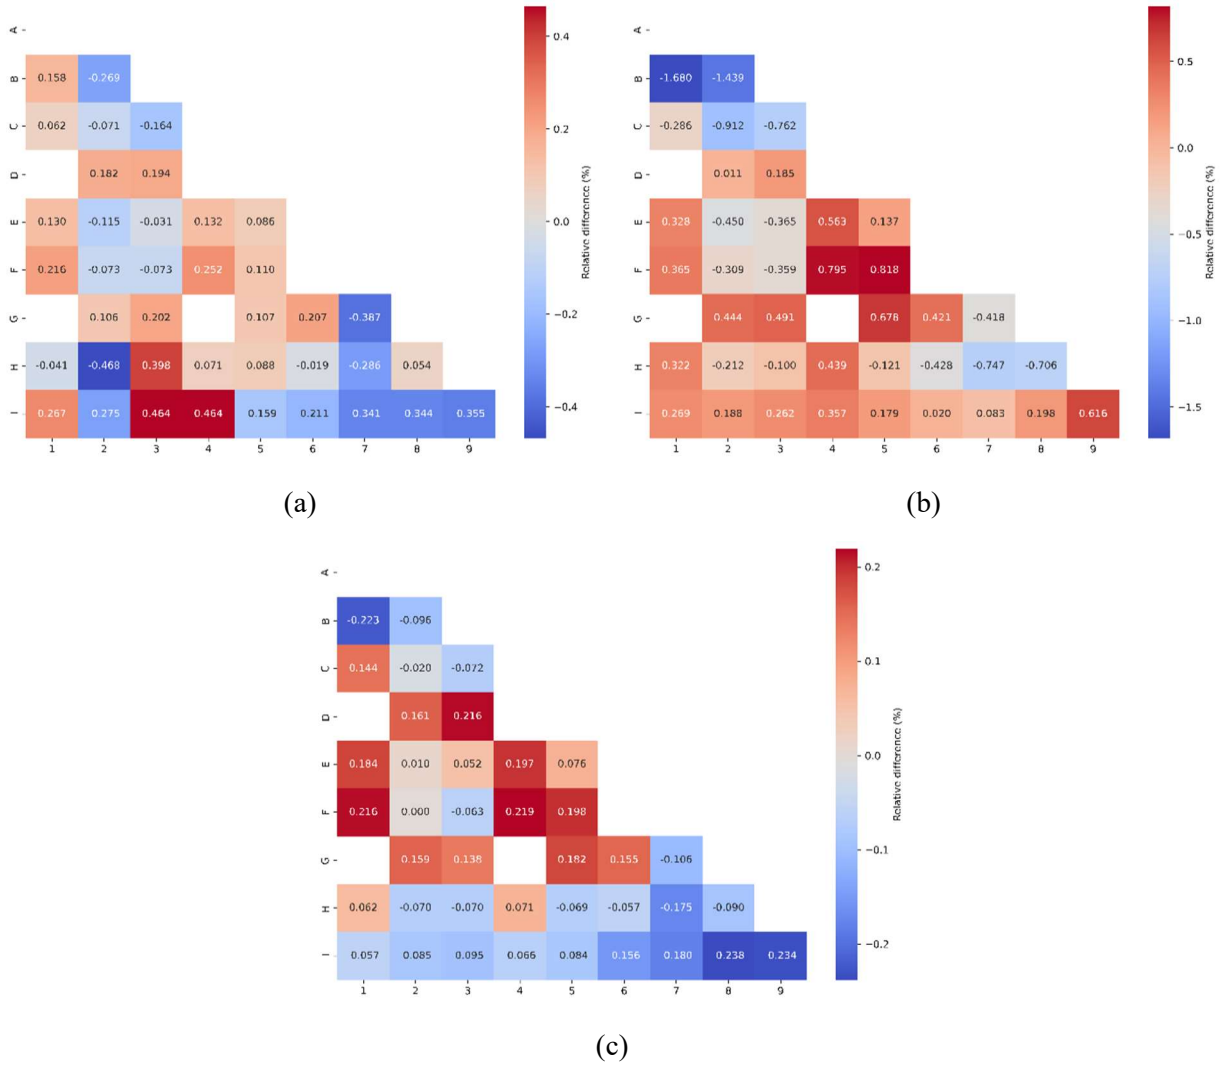 A
B 0.158 -0.269
C 0.062 -0.071 -0.164
D 0.182 0.194
E 0.130 -0.115 -0.031 0.132 0.086
F 0.216 -0.073 -0.073 0.252 0.110
G 0.106 0.202 0.107 0.207 -0.387
H -0.041 -0.468 0.398 0.071 0.088 -0.019 -0.286 0.054
I 0.267 0.275 0.464 0.464 0.159 0.211 0.341 0.344 0.355
1 2 3 4 5 6 7 8 9
0.4
0.2
0.0
−0.2
−0.4
Relative difference (%)
(a)
A
B -1.680 -1.439
C -0.286 -0.912 -0.762
D 0.011 0.185
E 0.328 -0.450 -0.365 0.563 0.137
F 0.365 -0.309 -0.359 0.795 0.818
G 0.444 0.491 0.678 0.421 -0.418
H 0.322 -0.212 -0.100 0.439 -0.121 -0.428 -0.747 -0.706
I 0.269 0.188 0.262 0.357 0.179 0.020 0.083 0.198 0.616
1 2 3 4 5 6 7 8 9
0.5
0.0
−0.5
−1.0
−1.5
Relative difference (%)
(b)
A
B -0.223 -0.096
C 0.144 -0.020 -0.072
D 0.161 0.216
E 0.184 0.010 0.052 0.197 0.076
F 0.216 0.000 -0.063 0.219 0.198
G 0.159 0.138 0.182 0.155 -0.106
H 0.062 -0.070 -0.070 0.071 -0.069 -0.057 -0.175 -0.090
I 0.057 0.085 0.095 0.066 0.084 0.156 0.180 0.238 0.234
1 2 3 4 5 6 7 8 9
0.2
0.1
0.0
−0.1
−0.2
Relative difference (%)
(c)